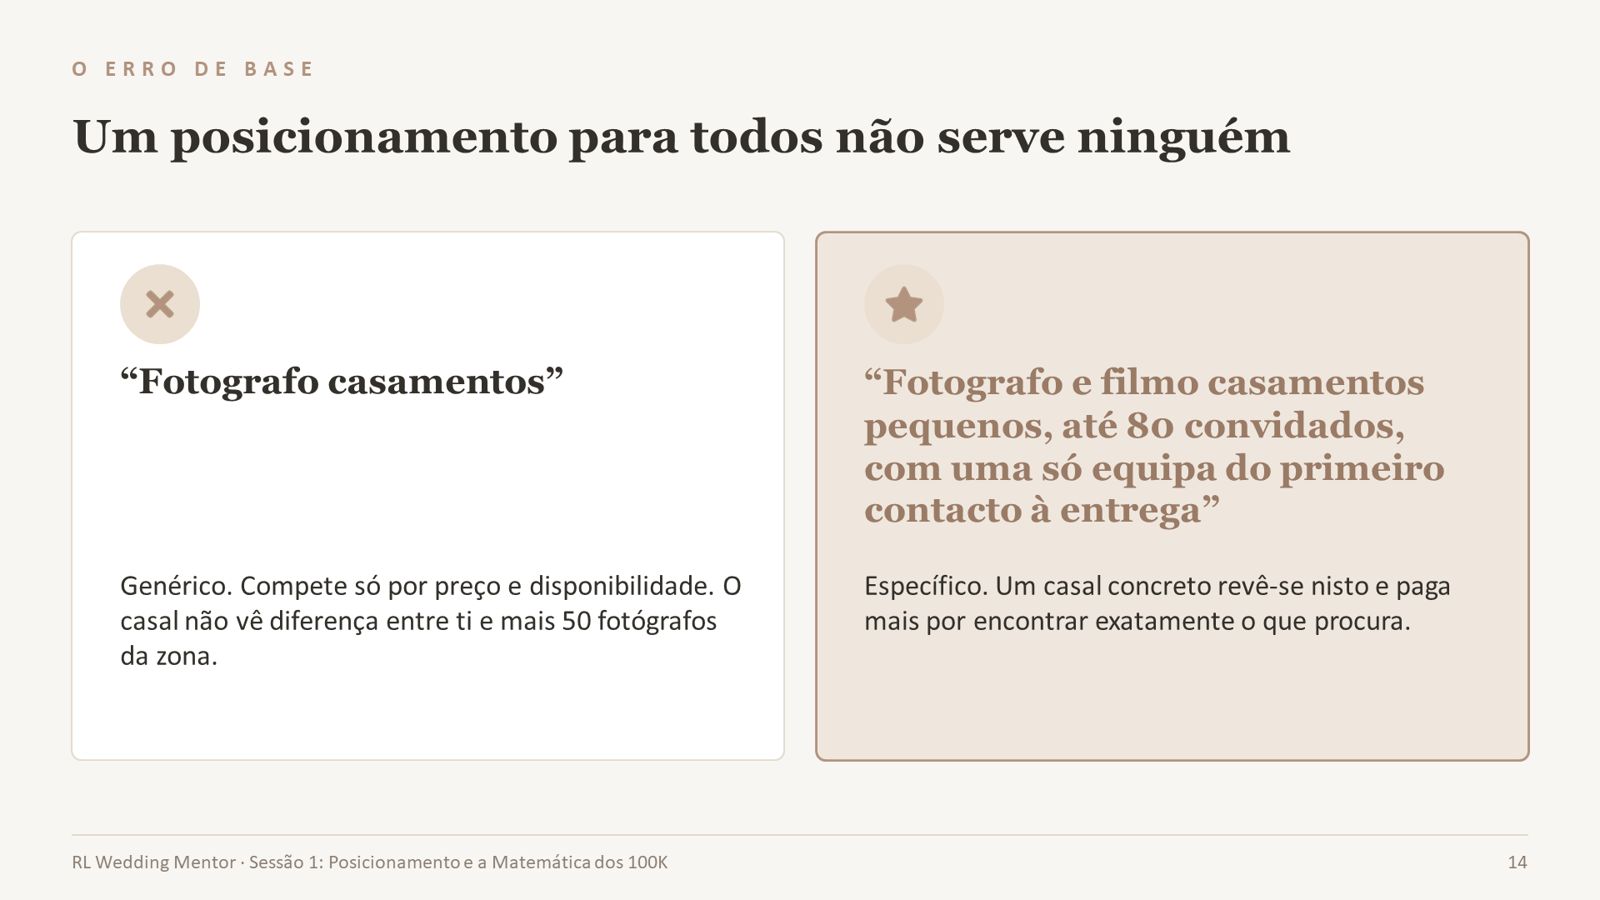 O ERRO DE BASE
Um posicionamento para todos não serve ninguém
“Fotografo casamentos”
Genérico. Compete só por preço e disponibilidade. O
casal não vê diferença entre ti e mais 50 fotógrafos
da zona.
“Fotografo e filmo casamentos
pequenos, até 80 convidados,
com uma só equipa do primeiro
contacto à entrega”
Específico. Um casal concreto revê-se nisto e paga
mais por encontrar exatamente o que procura.
RL Wedding Mentor · Sessão 1: Posicionamento e a Matemática dos 100K
14